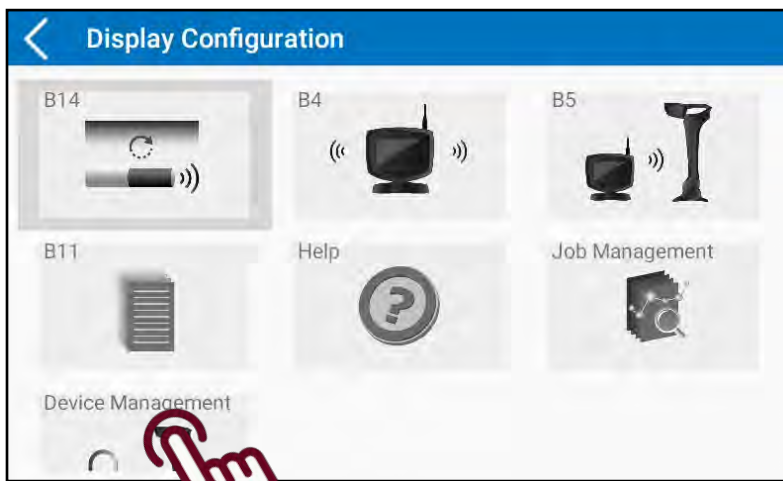 Display Configuration
B14
B4
B5
B11
Help
Job Management
Device Management